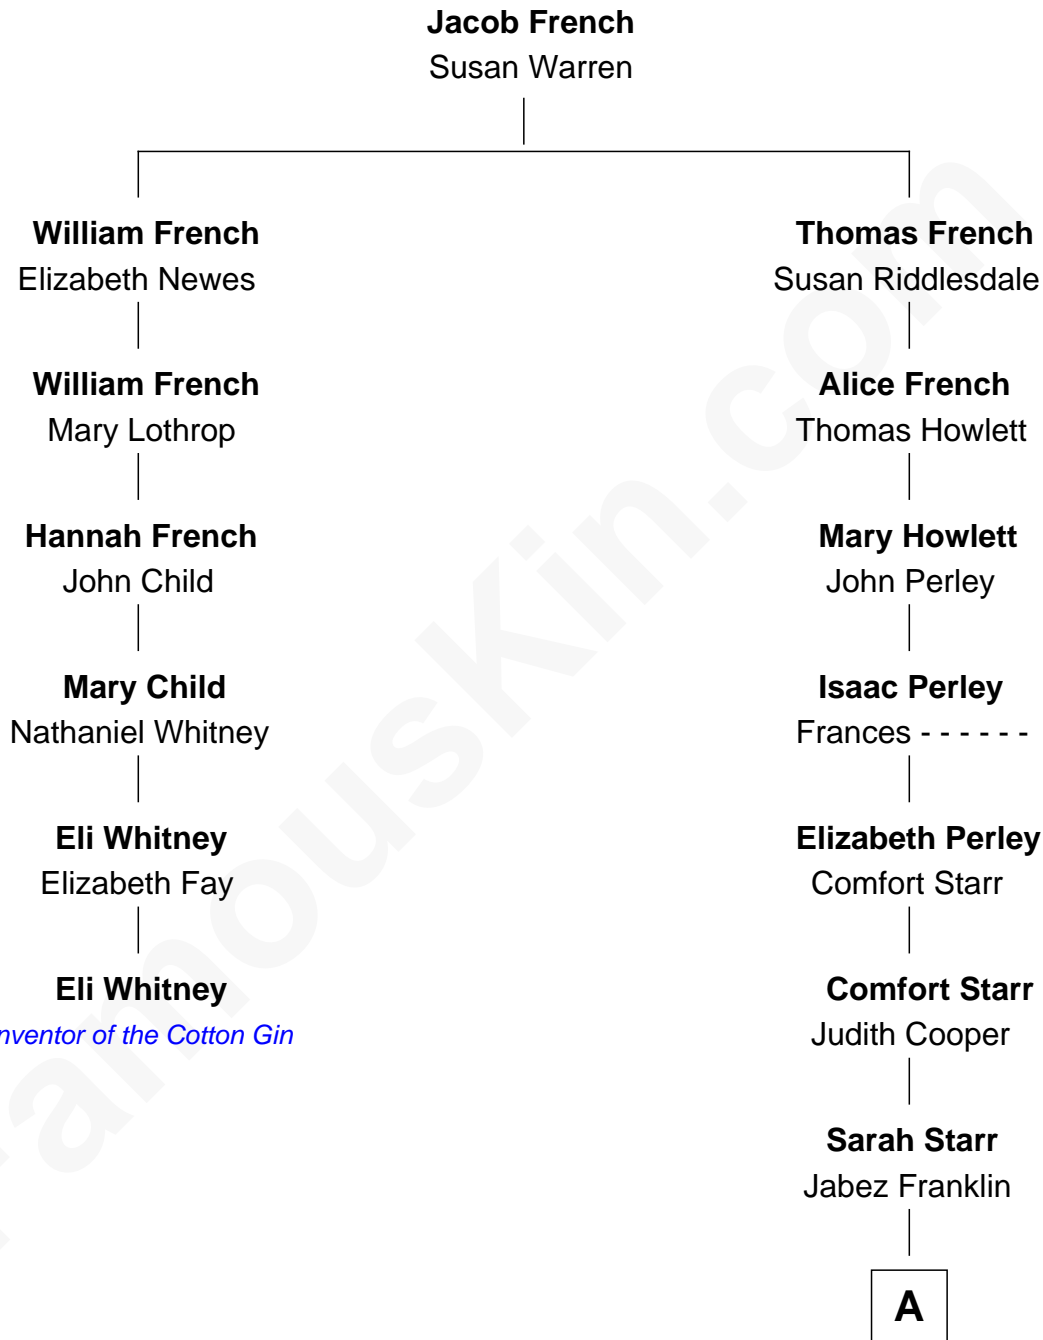 Jacob French
Susan Warren
William French
Elizabeth Newes
William French
Mary Lothrop
Hannah French
John Child
Mary Child
Nathaniel Whitney
Eli Whitney
Elizabeth Fay
Eli Whitney
nventor of the Cotton Gin
Thomas French
Susan Riddlesdale
Alice French
Thomas Howlett
Mary Howlett
John Perley
Isaac Perley
Frances - - - - - -
Elizabeth Perley
Comfort Starr
Comfort Starr
Judith Cooper
Sarah Starr
Jabez Franklin
A
FamousKin.com